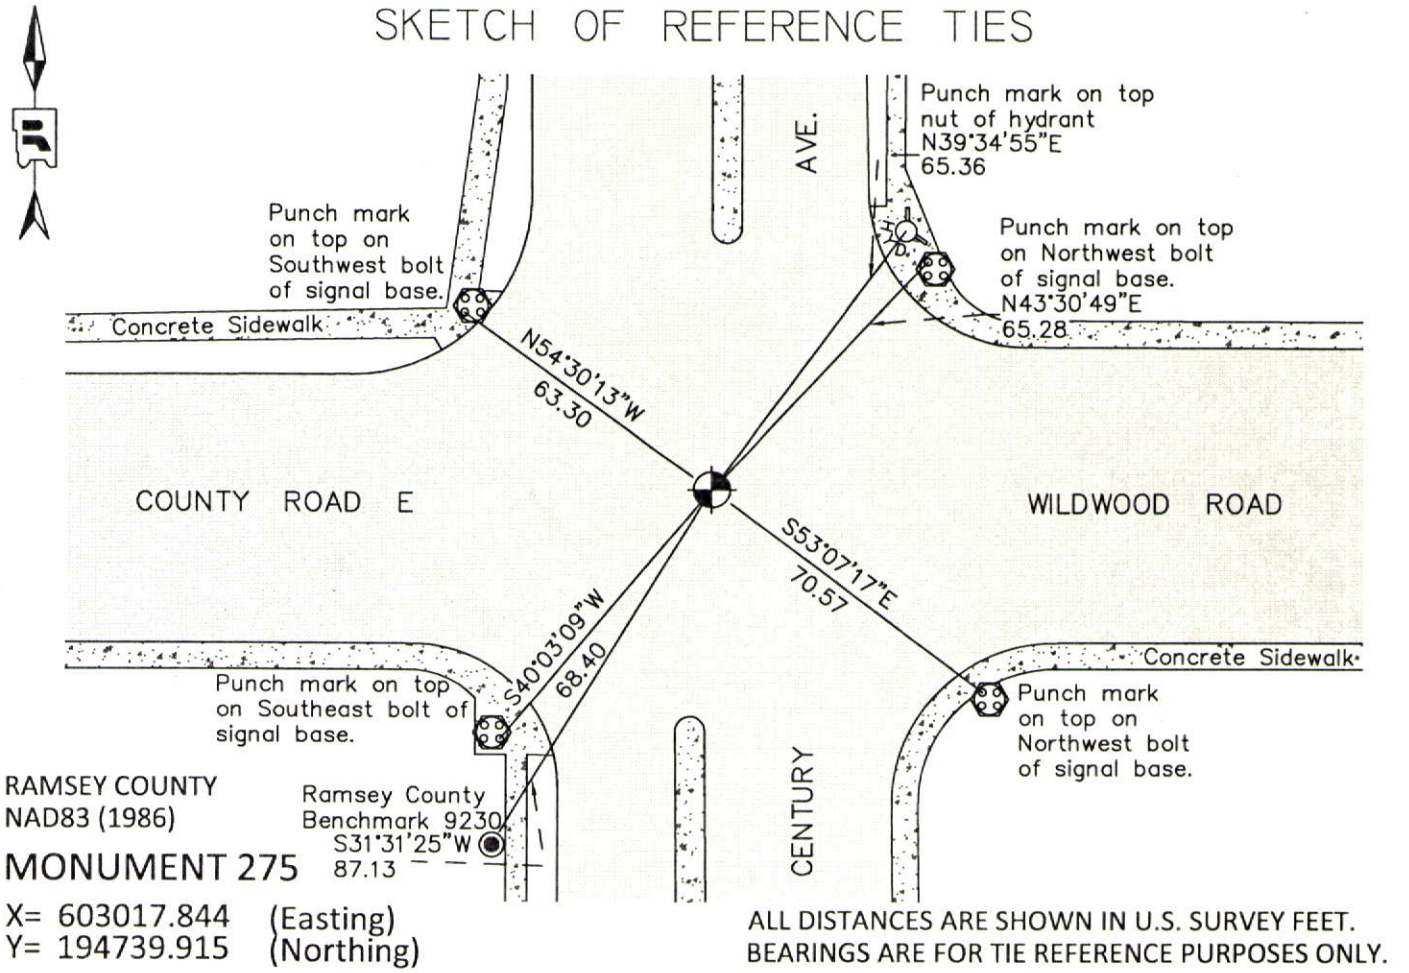 SKETCH OF REFERENCE TIES
Punch mark on top
nut of hydrant
N39°34'55"E
65.36
AVE.
Punch mark
on top on
Southwest bolt
of signal base.
HYD.
Punch mark on top
on Northwest bolt
of signal base.
N43°30'49"E
65.28
Concrete Sidewalk
N54°30'13"W
63.30
COUNTY ROAD E
WILDWOOD ROAD
S53°07'17"E
70.57
S40°03'09"W
68.40
Concrete Sidewalk
Punch mark on top
on Southeast bolt of
signal base.
Punch mark
on top on
Northwest bolt
of signal base.
CENTURY
Ramsey County
Benchmark 9230
S31°31'25"W
87.13
RAMSEY COUNTY
NAD83 (1986)
MONUMENT 275
X= 603017.844 (Easting)
Y= 194739.915 (Northing)
ALL DISTANCES ARE SHOWN IN U.S. SURVEY FEET.
BEARINGS ARE FOR TIE REFERENCE PURPOSES ONLY.